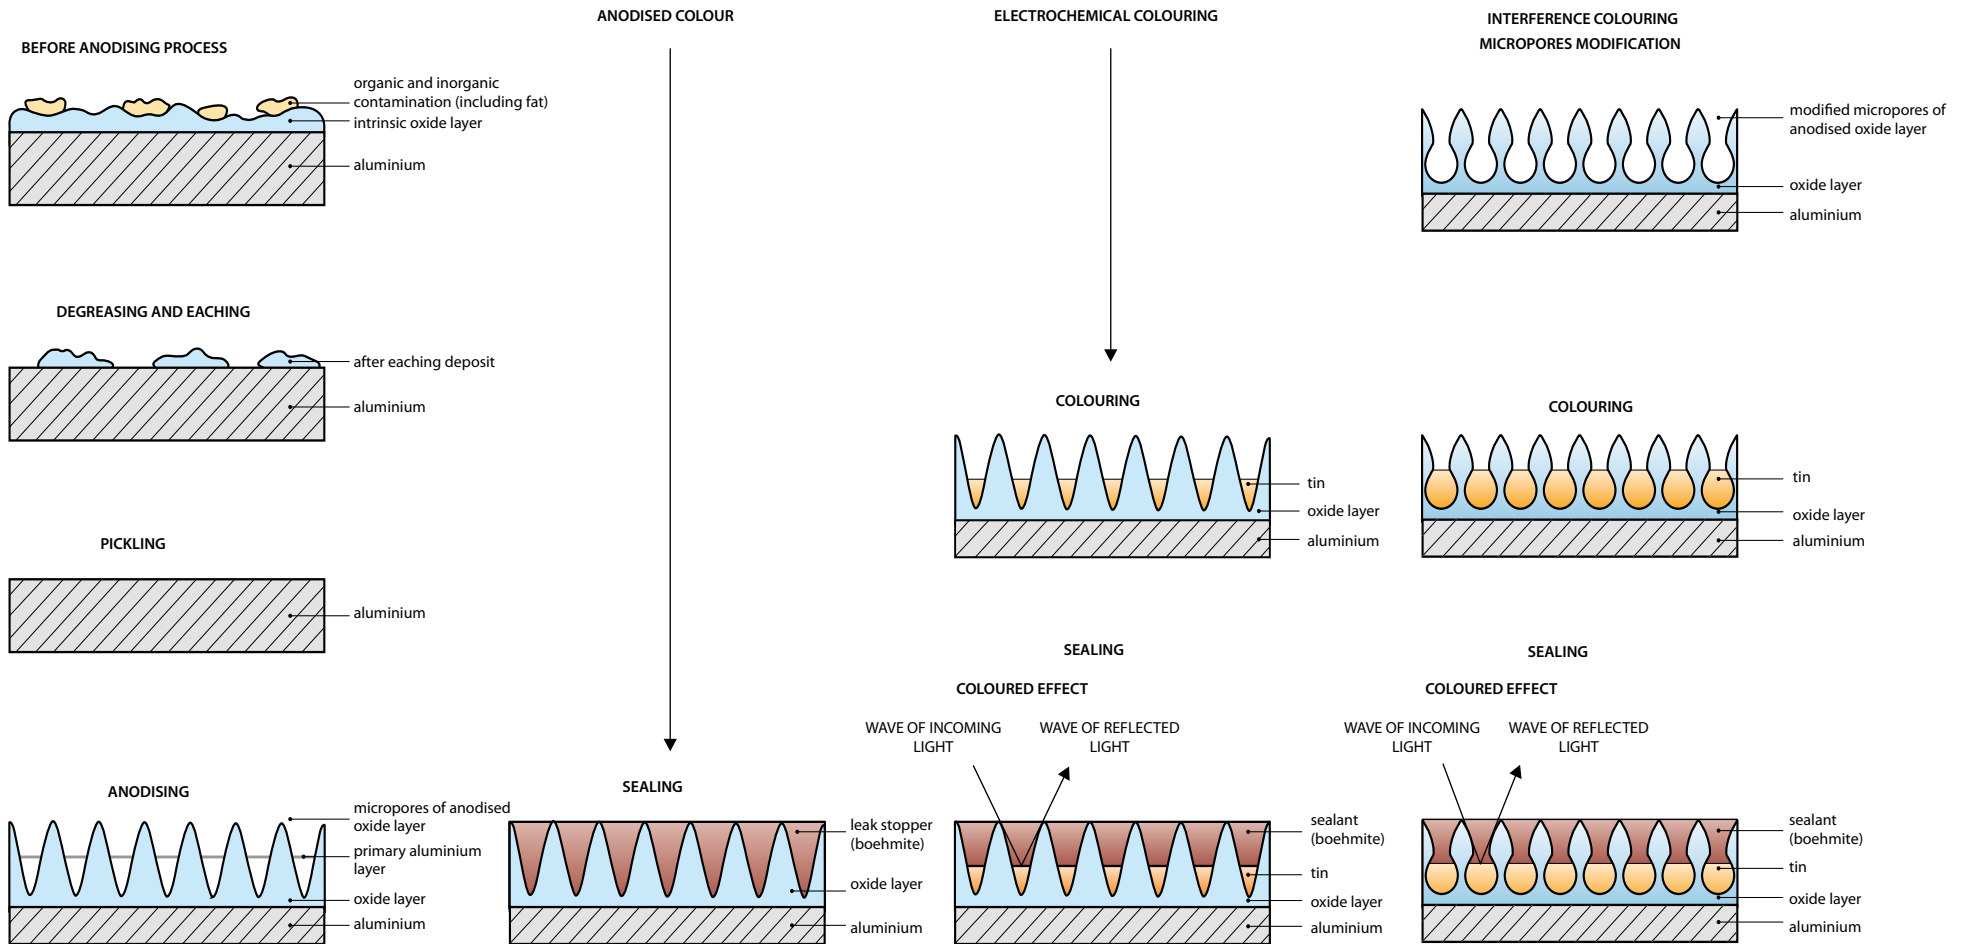 BEFORE ANODISING PROCESS
organic and inorganic
contamination (including fat)
intrinsic oxide layer
aluminium
DEGREASING AND EACHING
after eaching deposit
aluminium
PICKLING
aluminium
ANODISING
micropores of anodised
oxide layer
primary aluminium
layer
oxide layer
aluminium
ANODISED COLOUR
SEALING
leak stopper
(boehmite)
oxide layer
aluminium
ELECTROCHEMICAL COLOURING
COLOURING
tin
oxide layer
aluminium
SEALING
COLOURED EFFECT
WAVE OF INCOMING
LIGHT
WAVE OF REFLECTED
LIGHT
sealant
(boehmite)
tin
oxide layer
aluminium
INTERFERENCE COLOURING
MICROPORES MODIFICATION
modified micropores of
anodised oxide layer
oxide layer
aluminium
COLOURING
tin
oxide layer
aluminium
SEALING
COLOURED EFFECT
WAVE OF INCOMING
LIGHT
WAVE OF REFLECTED
LIGHT
sealant
(boehmite)
tin
oxide layer
aluminium